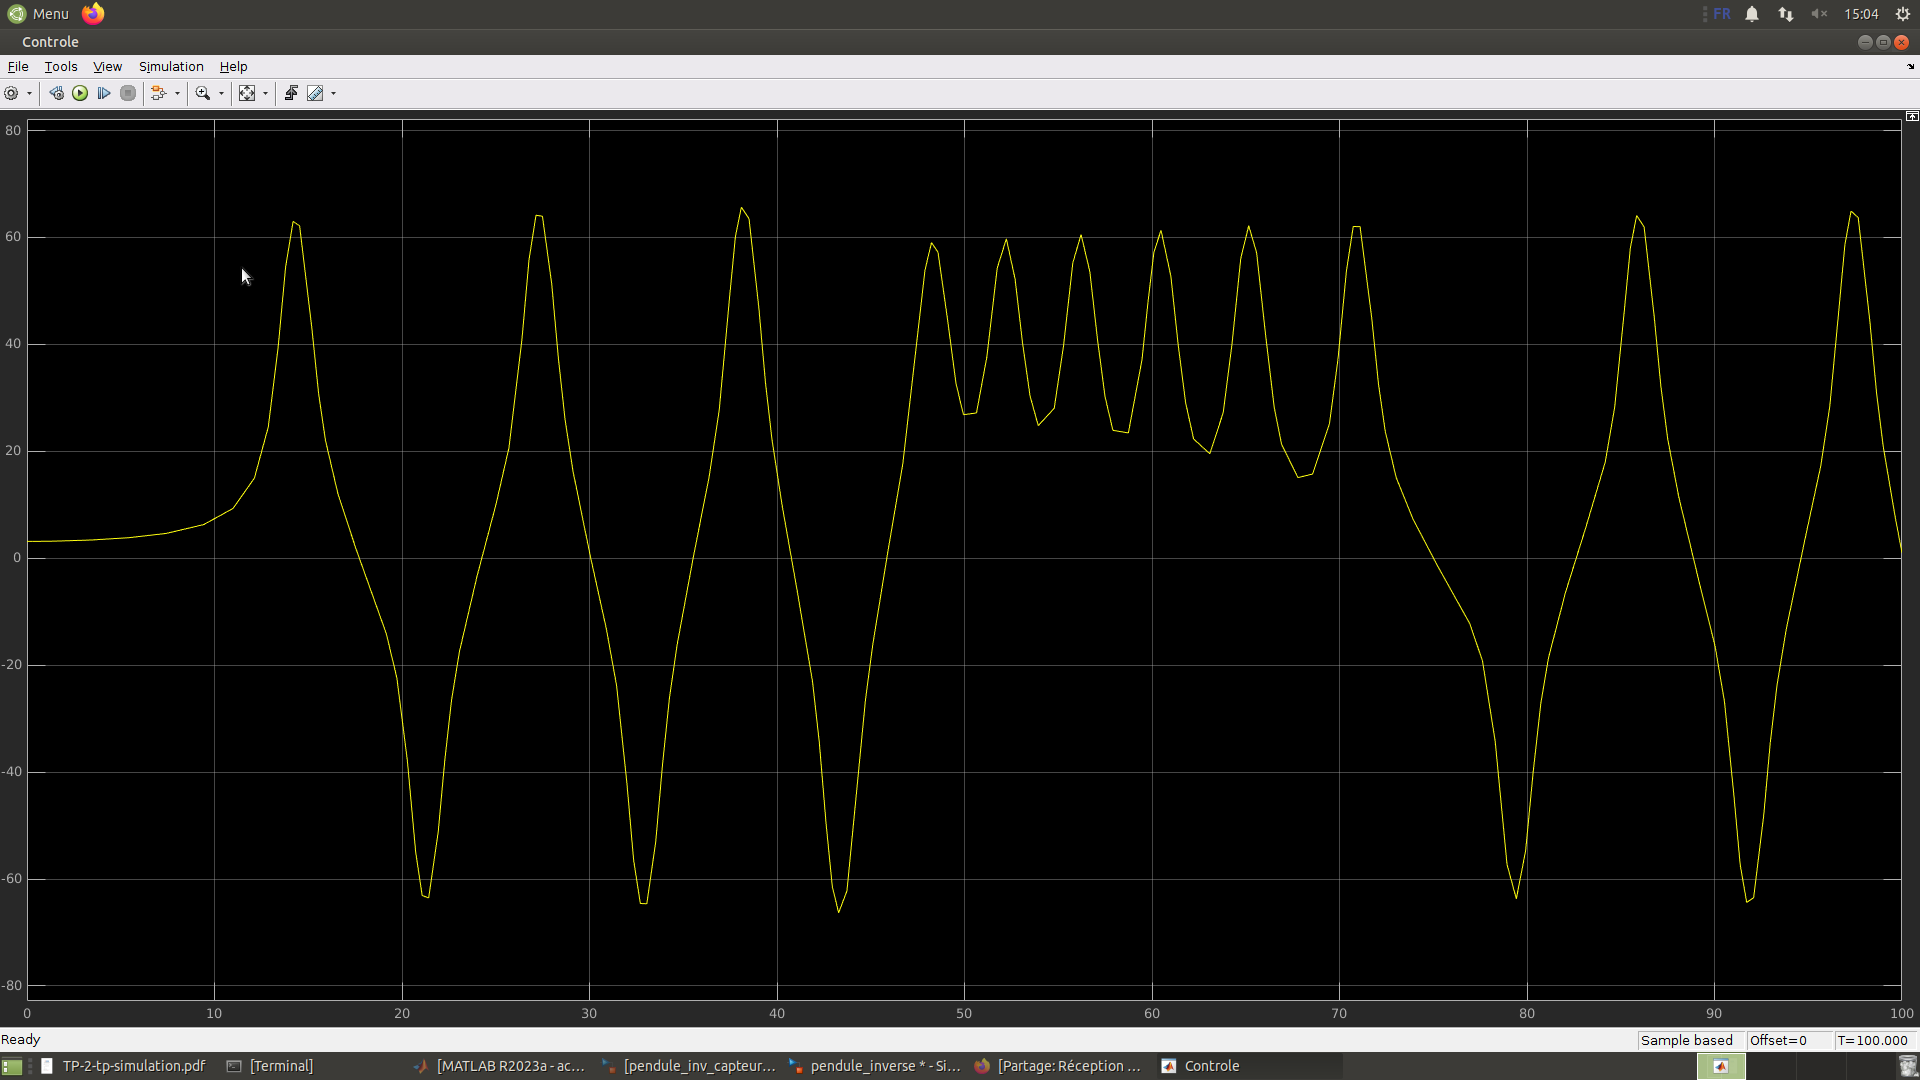 Menu FR 15:04
Controle
File Tools View Simulation Help
80
60
40
20
0
-20
-40
-60
-80
0 10 20 30 40 50 60 70 80 90 100
Ready Sample based Offset=0 T=100.000
TP-2-tp-simulation.pdf [Terminal] [MATLAB R2023a - ac... [pendule_inv_capteur... pendule_inverse * - Si... [Partage: Réception ... Controle